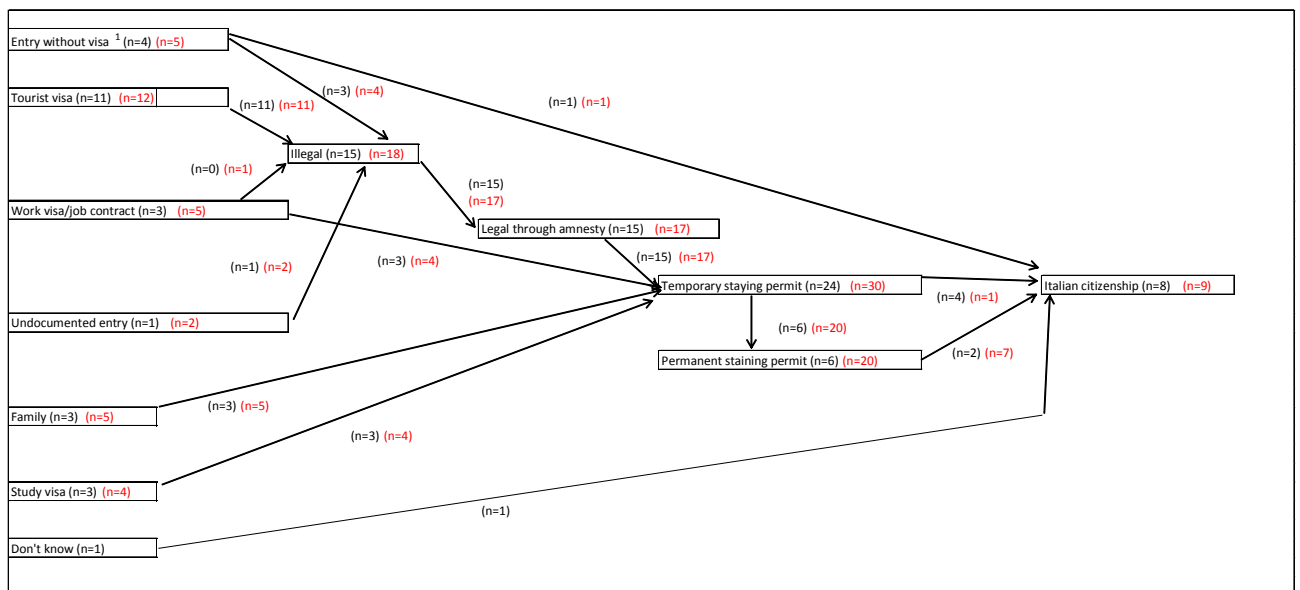 Entry without visa 1 (n=4) (n=5)
(n=3) (n=4)
(n=1) (n=1)
Tourist visa (n=11) (n=12)
(n=11) (n=11)
Illegal (n=15) (n=18)
(n=0) (n=1)
(n=15)
(n=17)
Work visa/job contract (n=3) (n=5)
Legal through amnesty (n=15) (n=17)
(n=15) (n=17)
(n=3) (n=4)
(n=1) (n=2)
Temporary staying permit (n=24) (n=30)
Italian citizenship (n=8) (n=9)
(n=4) (n=1)
Undocumented entry (n=1) (n=2)
(n=6) (n=20)
(n=2) (n=7)
Permanent staining permit (n=6) (n=20)
(n=3) (n=5)
Family (n=3) (n=5)
(n=3) (n=4)
Study visa (n=3) (n=4)
(n=1)
Don't know (n=1)